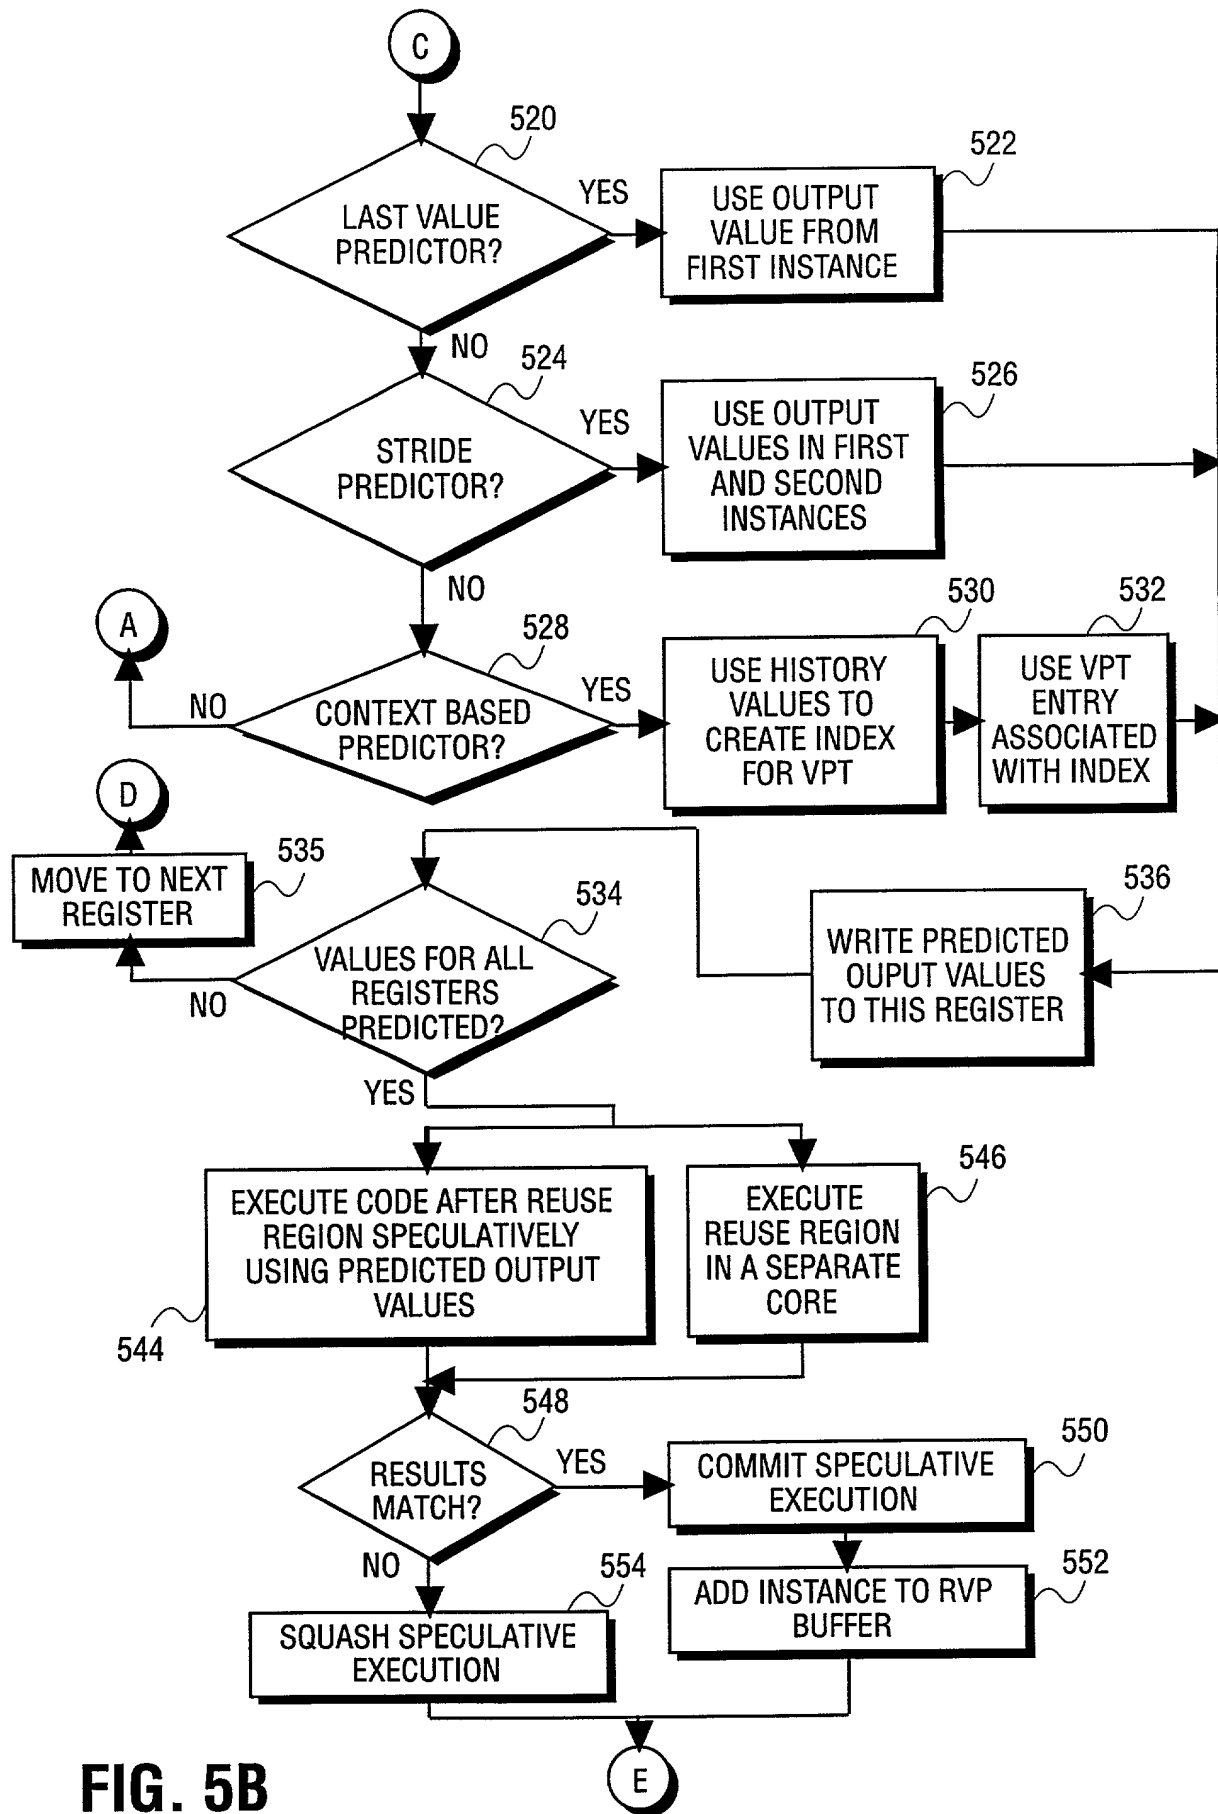 C
520
LAST VALUE
PREDICTOR?
YES
522
USE OUTPUT
VALUE FROM
FIRST INSTANCE
NO
524
STRIDE
PREDICTOR?
YES
526
USE OUTPUT
VALUES IN FIRST
AND SECOND
INSTANCES
NO
A
NO
528
CONTEXT BASED
PREDICTOR?
YES
530
USE HISTORY
VALUES TO
CREATE INDEX
FOR VPT
532
USE VPT
ENTRY
ASSOCIATED
WITH INDEX
D
535
MOVE TO NEXT
REGISTER
NO
534
VALUES FOR ALL
REGISTERS
PREDICTED?
536
WRITE PREDICTED
OUPUT VALUES
TO THIS REGISTER
YES
EXECUTE CODE AFTER REUSE
REGION SPECULATIVELY
USING PREDICTED OUTPUT
VALUES
544
546
EXECUTE
REUSE REGION
IN A SEPARATE
CORE
548
RESULTS
MATCH?
YES
550
COMMIT SPECULATIVE
EXECUTION
NO
554
SQUASH SPECULATIVE
EXECUTION
552
ADD INSTANCE TO RVP
BUFFER
E
FIG. 5B